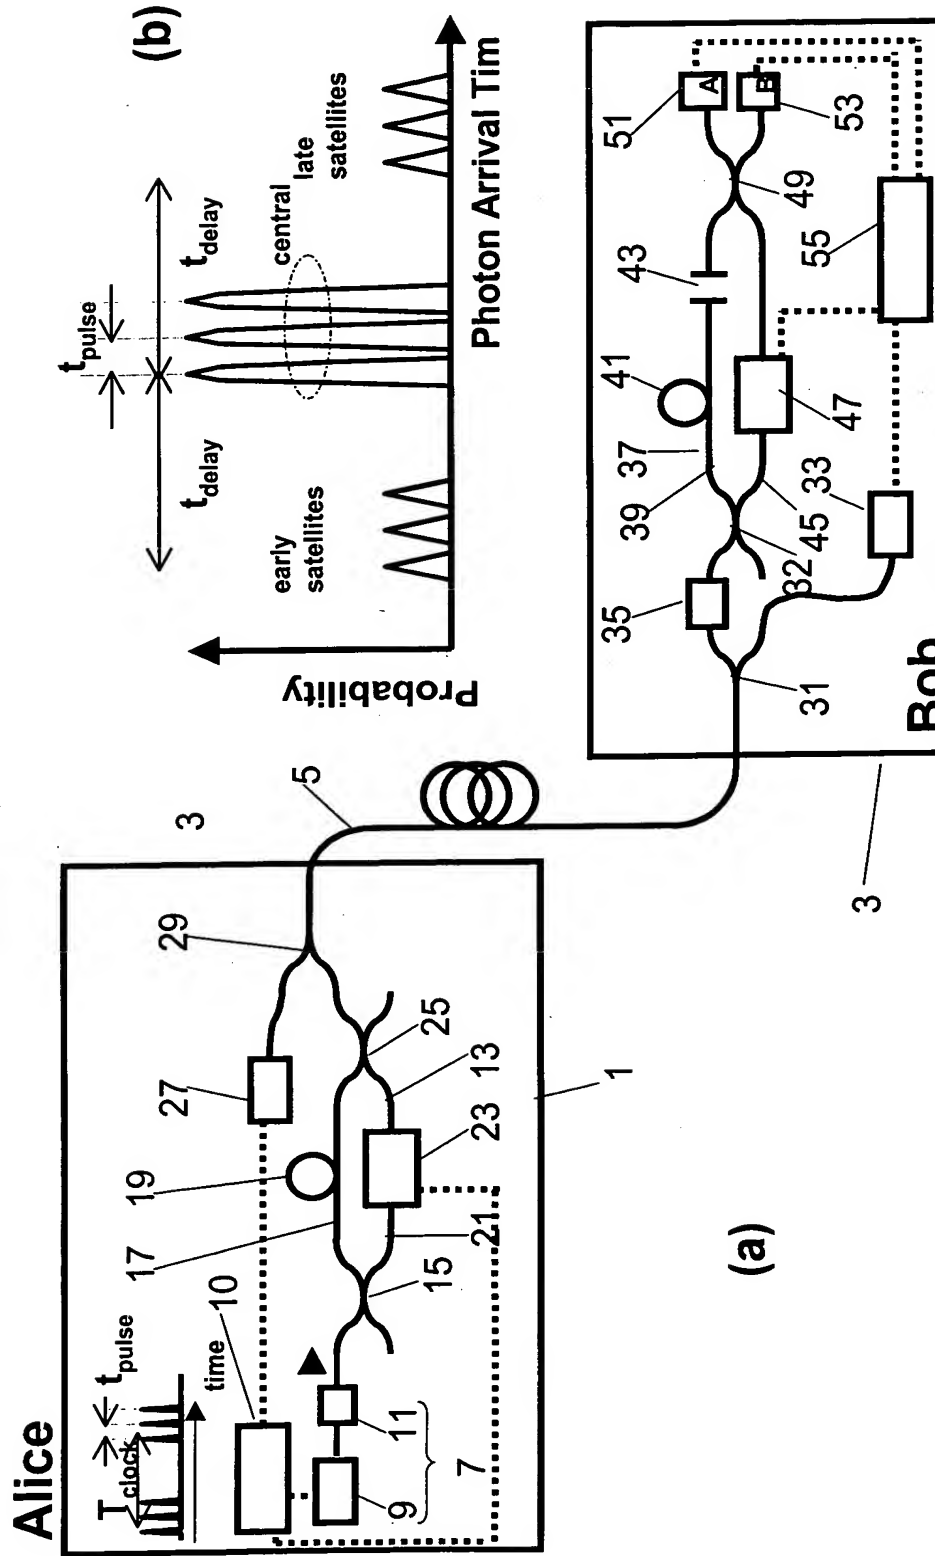 Alice
T clock
t pulse
time
10
9
11
7
15
17
19
21
23
13
25
27
29
1
3
5
(a)
(b)
Probability
t delay
t pulse
t delay
early
satellites
central
late
satellites
Photon Arrival Tim
3
Bob
31
32
33
35
37
39
41
43
45
47
49
51
53
55
A
B